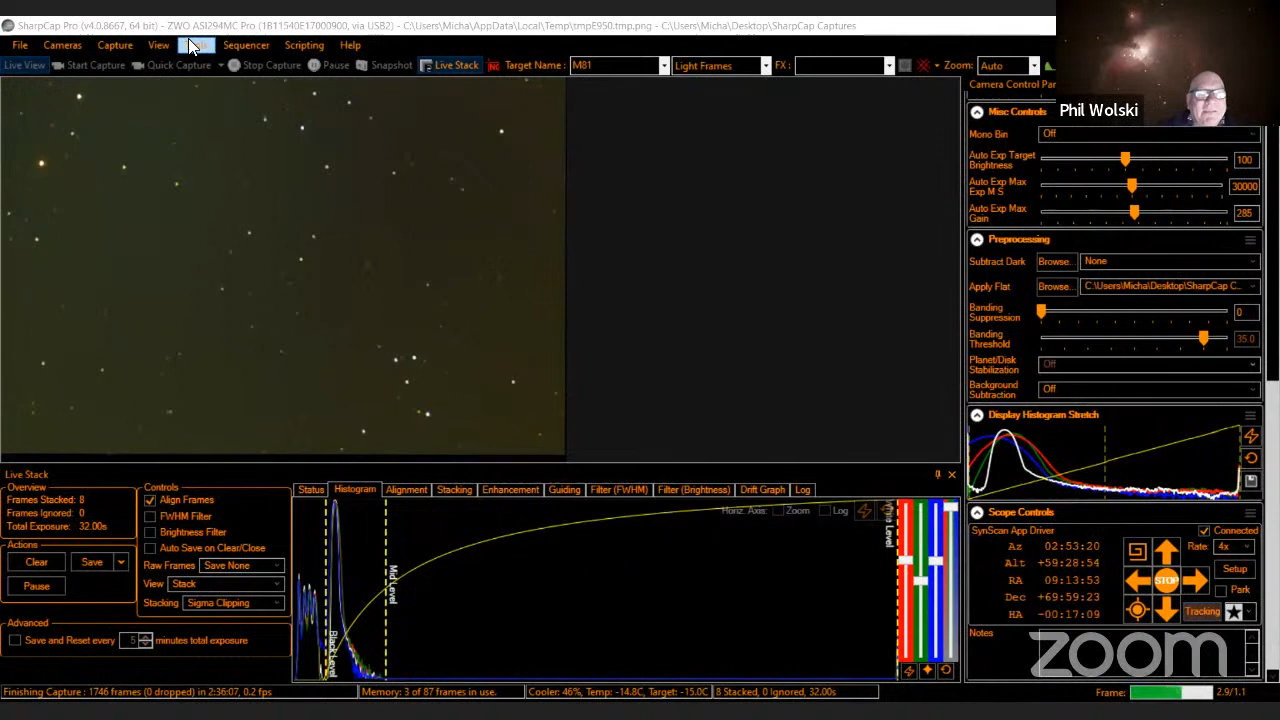 SharpCap Pro (v4.0.8667, 64 bit) - ZWO ASI294MC Pro (1B11540E17000900, via USB2) - C:\Users\Micha\AppData\Local\Temp\tmpE950.tmp.png - C:\Users\Micha\Desktop\SharpCap Captures
File Cameras Capture View Sequencer Scripting Help
Live View Start Capture Quick Capture Stop Capture Pause Snapshot Live Stack Target Name : M81 Light Frames FX : Zoom: Auto
Camera Control Pan
Phil Wolski
Misc Controls
Mono Bin Off
Auto Exp Target Brightness 100
Auto Exp Max Exp M S 30000
Auto Exp Max Gain 285
Preprocessing
Subtract Dark Browse... None
Apply Flat Browse... C:\Users\Micha\Desktop\SharpCap C...
Banding Suppression 0
Banding Threshold 35.0
Planet/Disk Stabilization Off
Background Subtraction Off
Display Histogram Stretch
Scope Controls
SynScan App Driver Connected
Az 02:53:20
Alt +59:28:54
RA 09:13:53
Dec +69:59:23
HA -00:17:09
STOP
Rate: 4x
Setup
Park
Tracking
Notes
Live Stack
Overview
Frames Stacked: 8
Frames Ignored: 0
Total Exposure: 32.00s
Actions
Clear Save
Pause
Controls
Align Frames
FWHM Filter
Brightness Filter
Auto Save on Clear/Close
Raw Frames Save None
View Stack
Stacking Sigma Clipping
Advanced
Save and Reset every 5 minutes total exposure
Status Histogram Alignment Stacking Enhancement Guiding Filter (FWHM) Filter (Brightness) Drift Graph Log
Horiz. Axis: Zoom Log
Black Level
Mid Level
White Level
zoom
Finishing Capture : 1746 frames (0 dropped) in 2:36:07, 0.2 fps Memory: 3 of 87 frames in use. Cooler: 46%, Temp: -14.8C, Target: -15.0C 8 Stacked, 0 Ignored, 32.00s Frame: 2.9/1.1